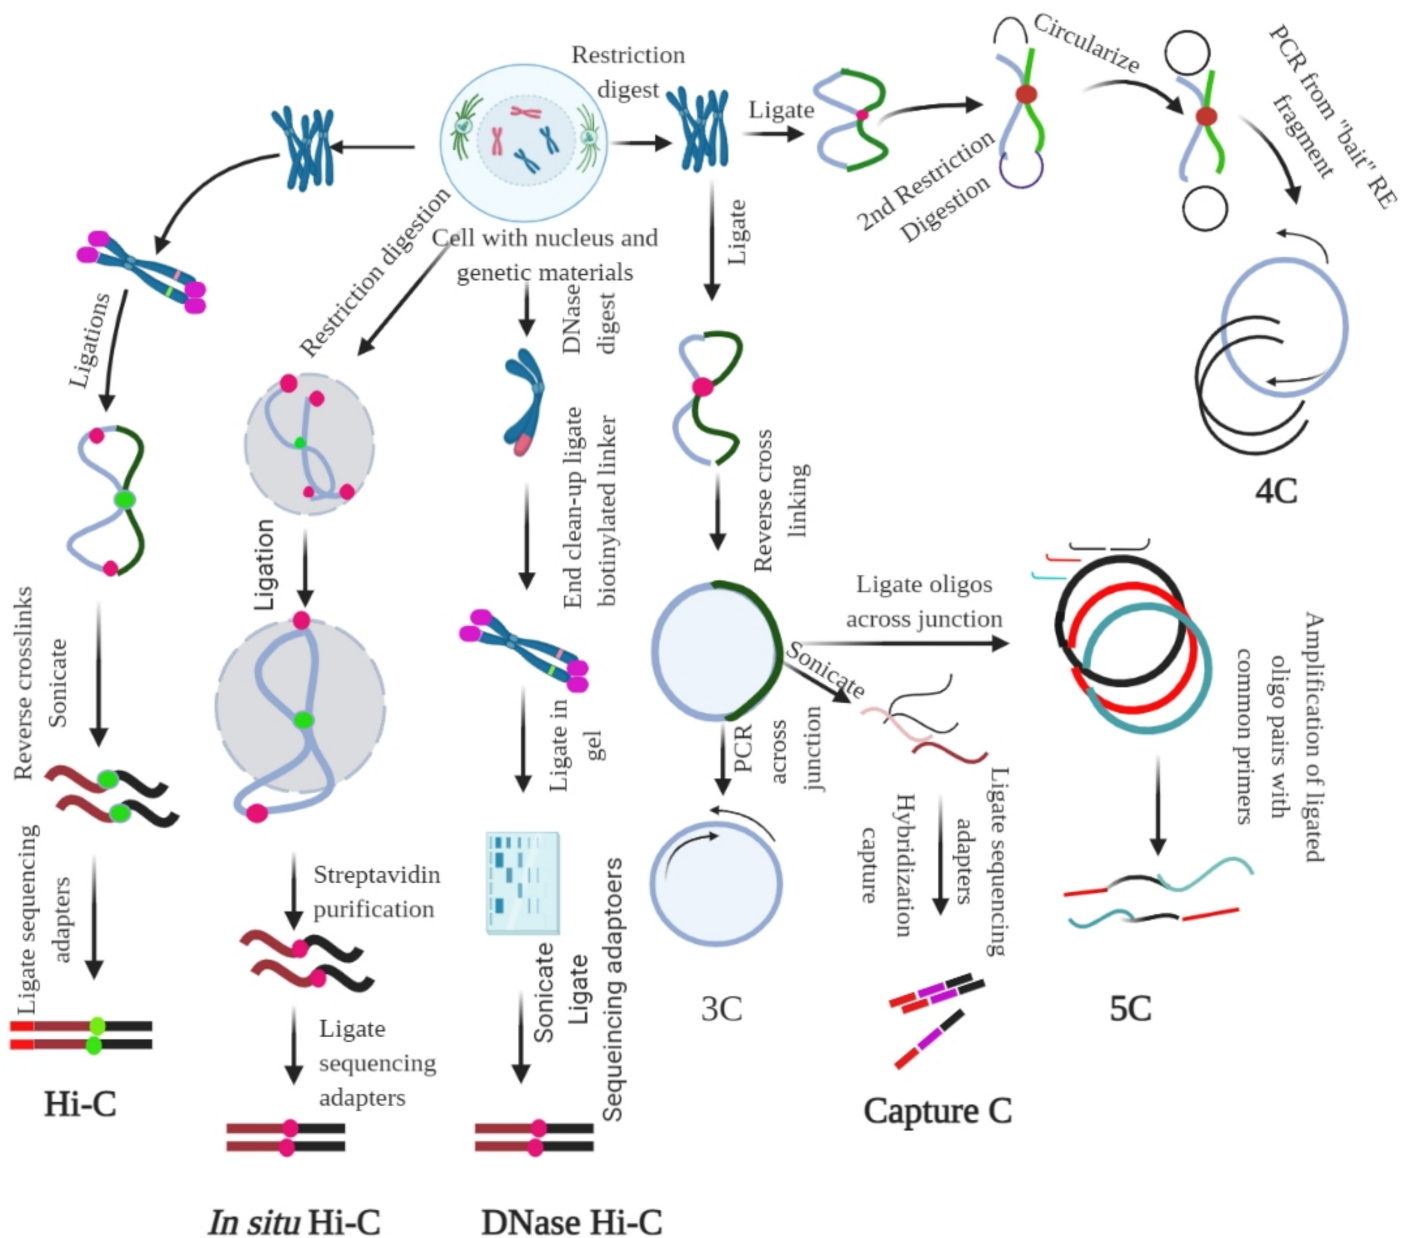 Restriction
digest
Ligate
2nd Restriction
Digestion
Circularize
PCR from "bait" RE
fragment
4C
Cell with nucleus and
genetic materials
Ligations
Reverse crosslinks
Sonicate
Ligate sequencing
adapters
Hi-C
Restriction digestion
Ligation
Streptavidin
purification
Ligate
sequencing
adapters
In situ Hi-C
DNase
digest
End clean-up ligate
biotinylated linker
Ligate in
gel
Sonicate
Ligate
Sequeincing adaptoers
DNase Hi-C
Ligate
Reverse cross
linking
PCR
across
junction
3C
Sonicate
Ligate sequencing
adapters
Hybridization
capture
Capture C
Ligate oligos
across junction
Amplification of ligated
oligo pairs with
common primers
5C